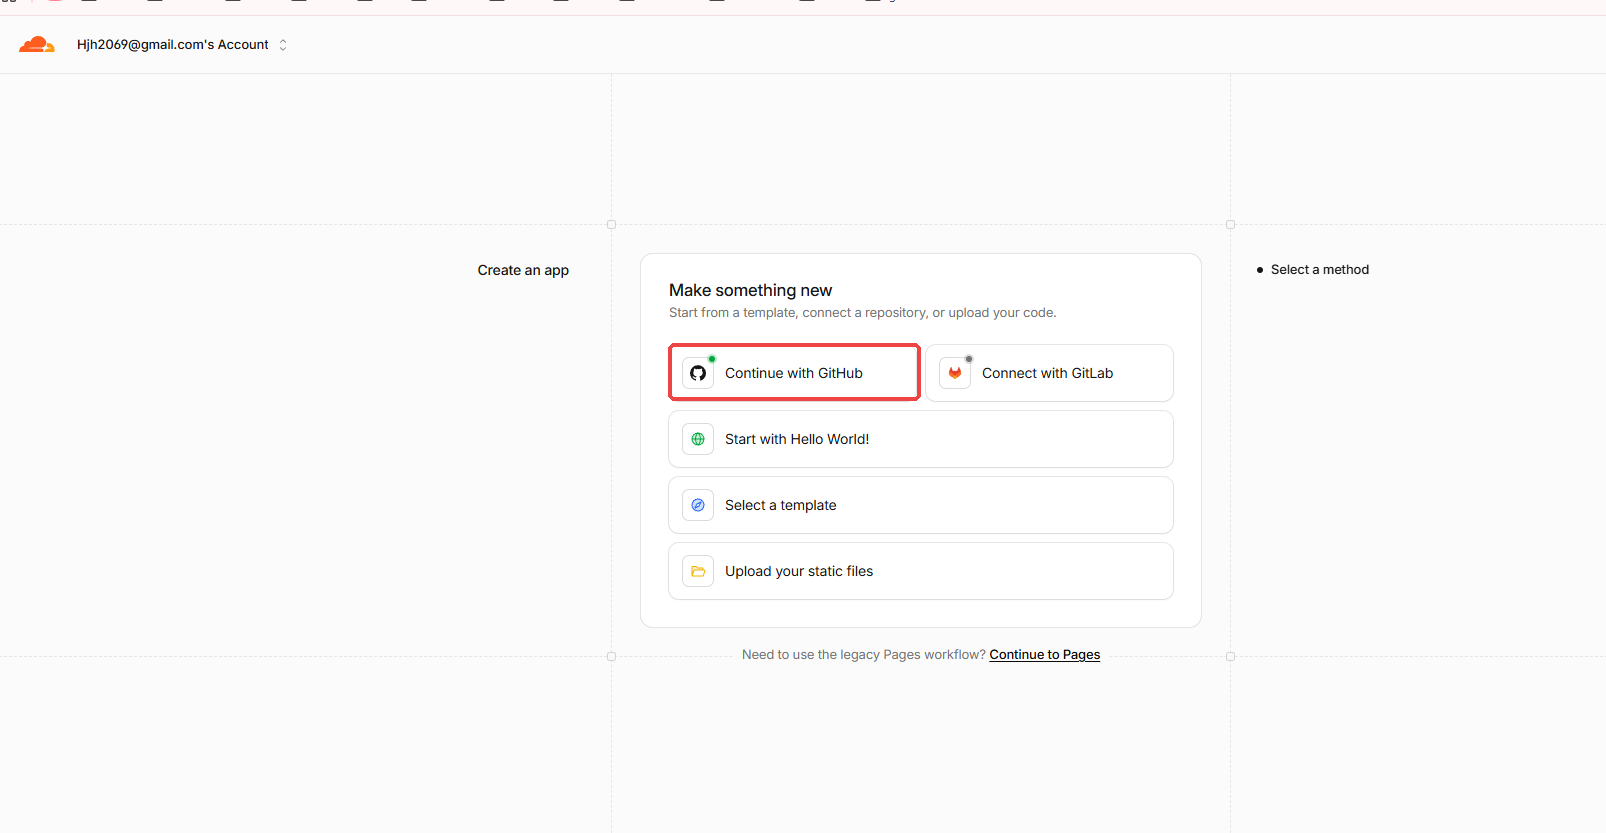 Hjh2069@gmail.com's Account
Create an app
Make something new
Start from a template, connect a repository, or upload your code.
Continue with GitHub
Connect with GitLab
Start with Hello World!
Select a template
Upload your static files
Need to use the legacy Pages workflow? Continue to Pages
Select a method